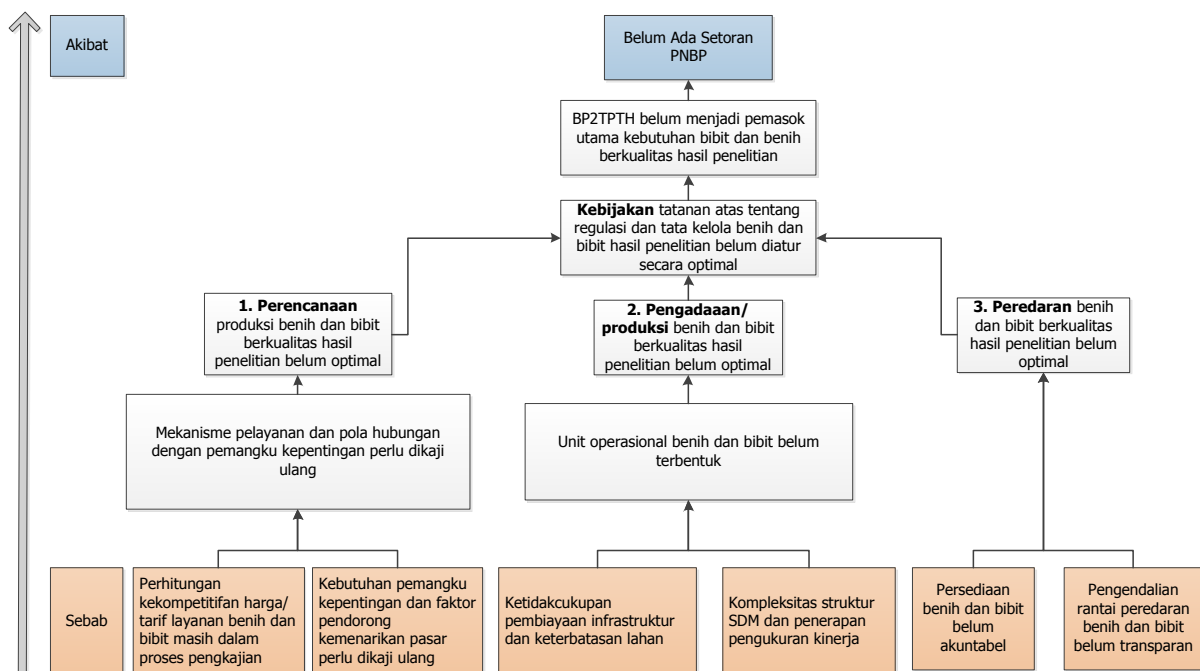 Akibat
Belum Ada Setoran
PNBP
BP2TPTH belum menjadi pemasok
utama kebutuhan bibit dan benih
berkualitas hasil penelitian
Kebijakan tatanan atas tentang
regulasi dan tata kelola benih dan
bibit hasil penelitian belum diatur
secara optimal
1. Perencanaan
produksi benih dan bibit
berkualitas hasil
penelitian belum optimal
2. Pengadaaan/
produksi benih dan bibit
berkualitas hasil
penelitian belum optimal
3. Peredaran benih
dan bibit berkualitas
hasil penelitian belum
optimal
Mekanisme pelayanan dan pola hubungan
dengan pemangku kepentingan perlu dikaji
ulang
Unit operasional benih dan bibit belum
terbentuk
Sebab
Perhitungan
kekompetitifan harga/
tarif layanan benih dan
bibit masih dalam
proses pengkajian
Kebutuhan pemangku
kepentingan dan faktor
pendorong
kemenarikan pasar
perlu dikaji ulang
Ketidakcukupan
pembiayaan infrastruktur
dan keterbatasan lahan
Kompleksitas struktur
SDM dan penerapan
pengukuran kinerja
Persediaan
benih dan bibit
belum
akuntabel
Pengendalian
rantai peredaran
benih dan bibit
belum transparan